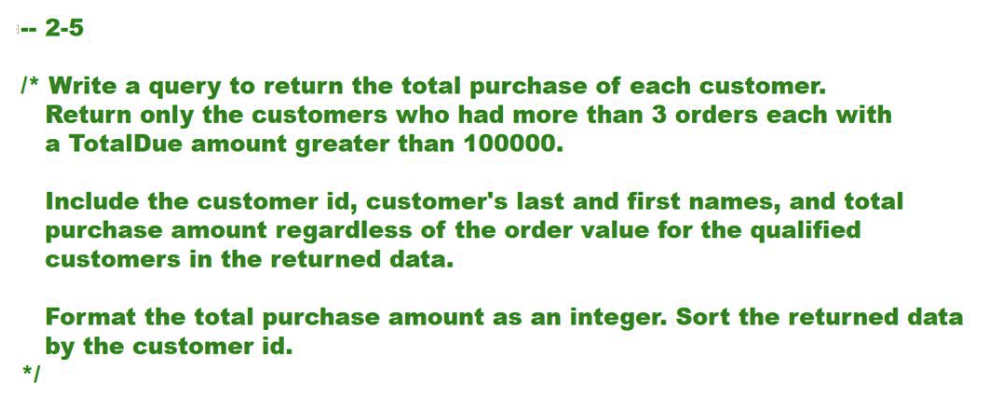 -- 2-5
/* Write a query to return the total purchase of each customer.
Return only the customers who had more than 3 orders each with
a TotalDue amount greater than 100000.
Include the customer id, customer's last and first names, and total
purchase amount regardless of the order value for the qualified
customers in the returned data.
Format the total purchase amount as an integer. Sort the returned data
by the customer id.
*/